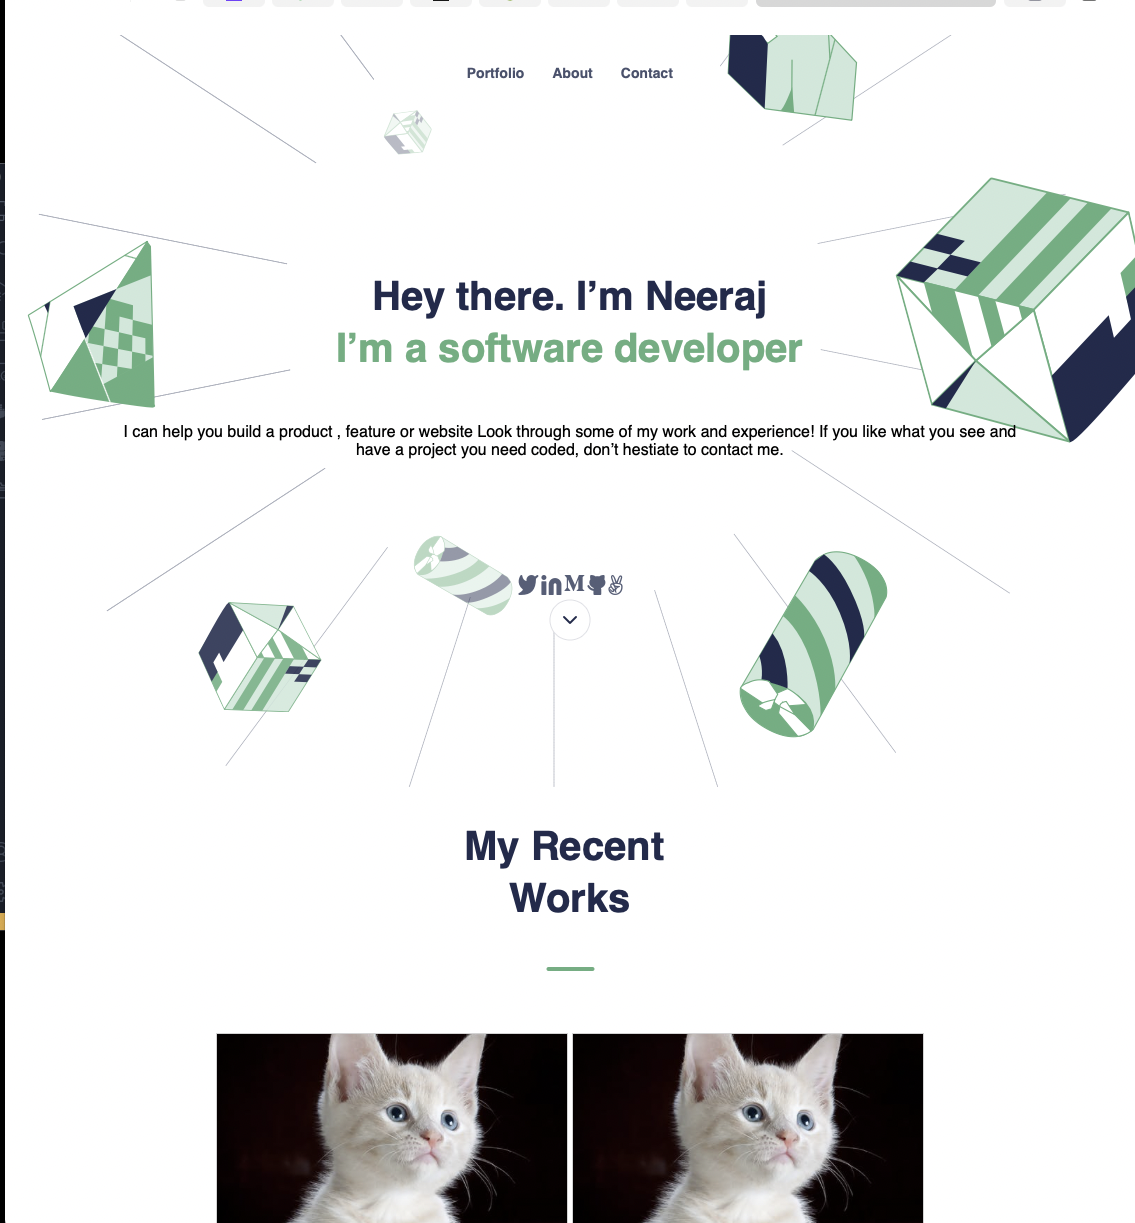 Portfolio About Contact
Hey there. I’m Neeraj
I’m a software developer
I can help you build a product , feature or website Look through some of my work and experience! If you like what you see and
have a project you need coded, don’t hestiate to contact me.
My Recent
Works